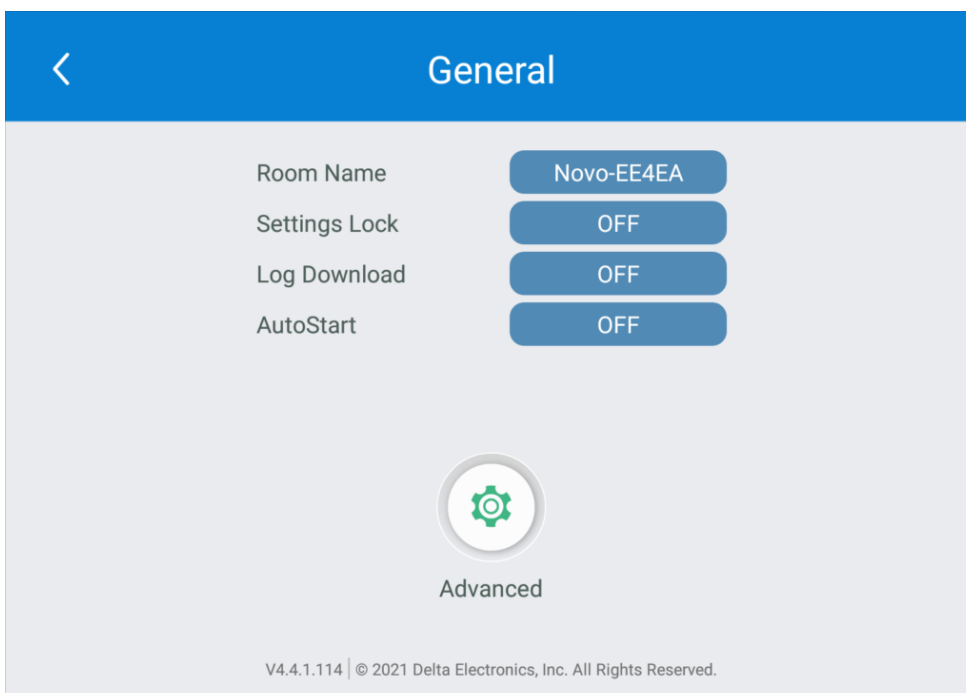 General
Room Name Novo-EE4EA
Settings Lock OFF
Log Download OFF
AutoStart OFF
Advanced
V4.4.1.114 | © 2021 Delta Electronics, Inc. All Rights Reserved.